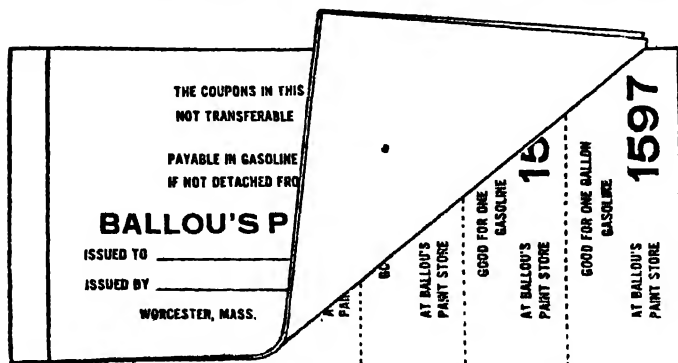 THE COUPONS IN THIS
NOT TRANSFERABLE
PAYABLE IN GASOLINE
IF NOT DETACHED FRO
BALLOU'S P
ISSUED TO
ISSUED BY
WORCESTER, MASS.
A
PAIN
GO
AT BALLOU'S
PAINT STORE
GOOD FOR ONE
GASOLINE
15
AT BALLOU'S
PAINT STORE
GOOD FOR ONE GALLON
GASOLINE
1597
AT BALLOU'S
PAINT STORE